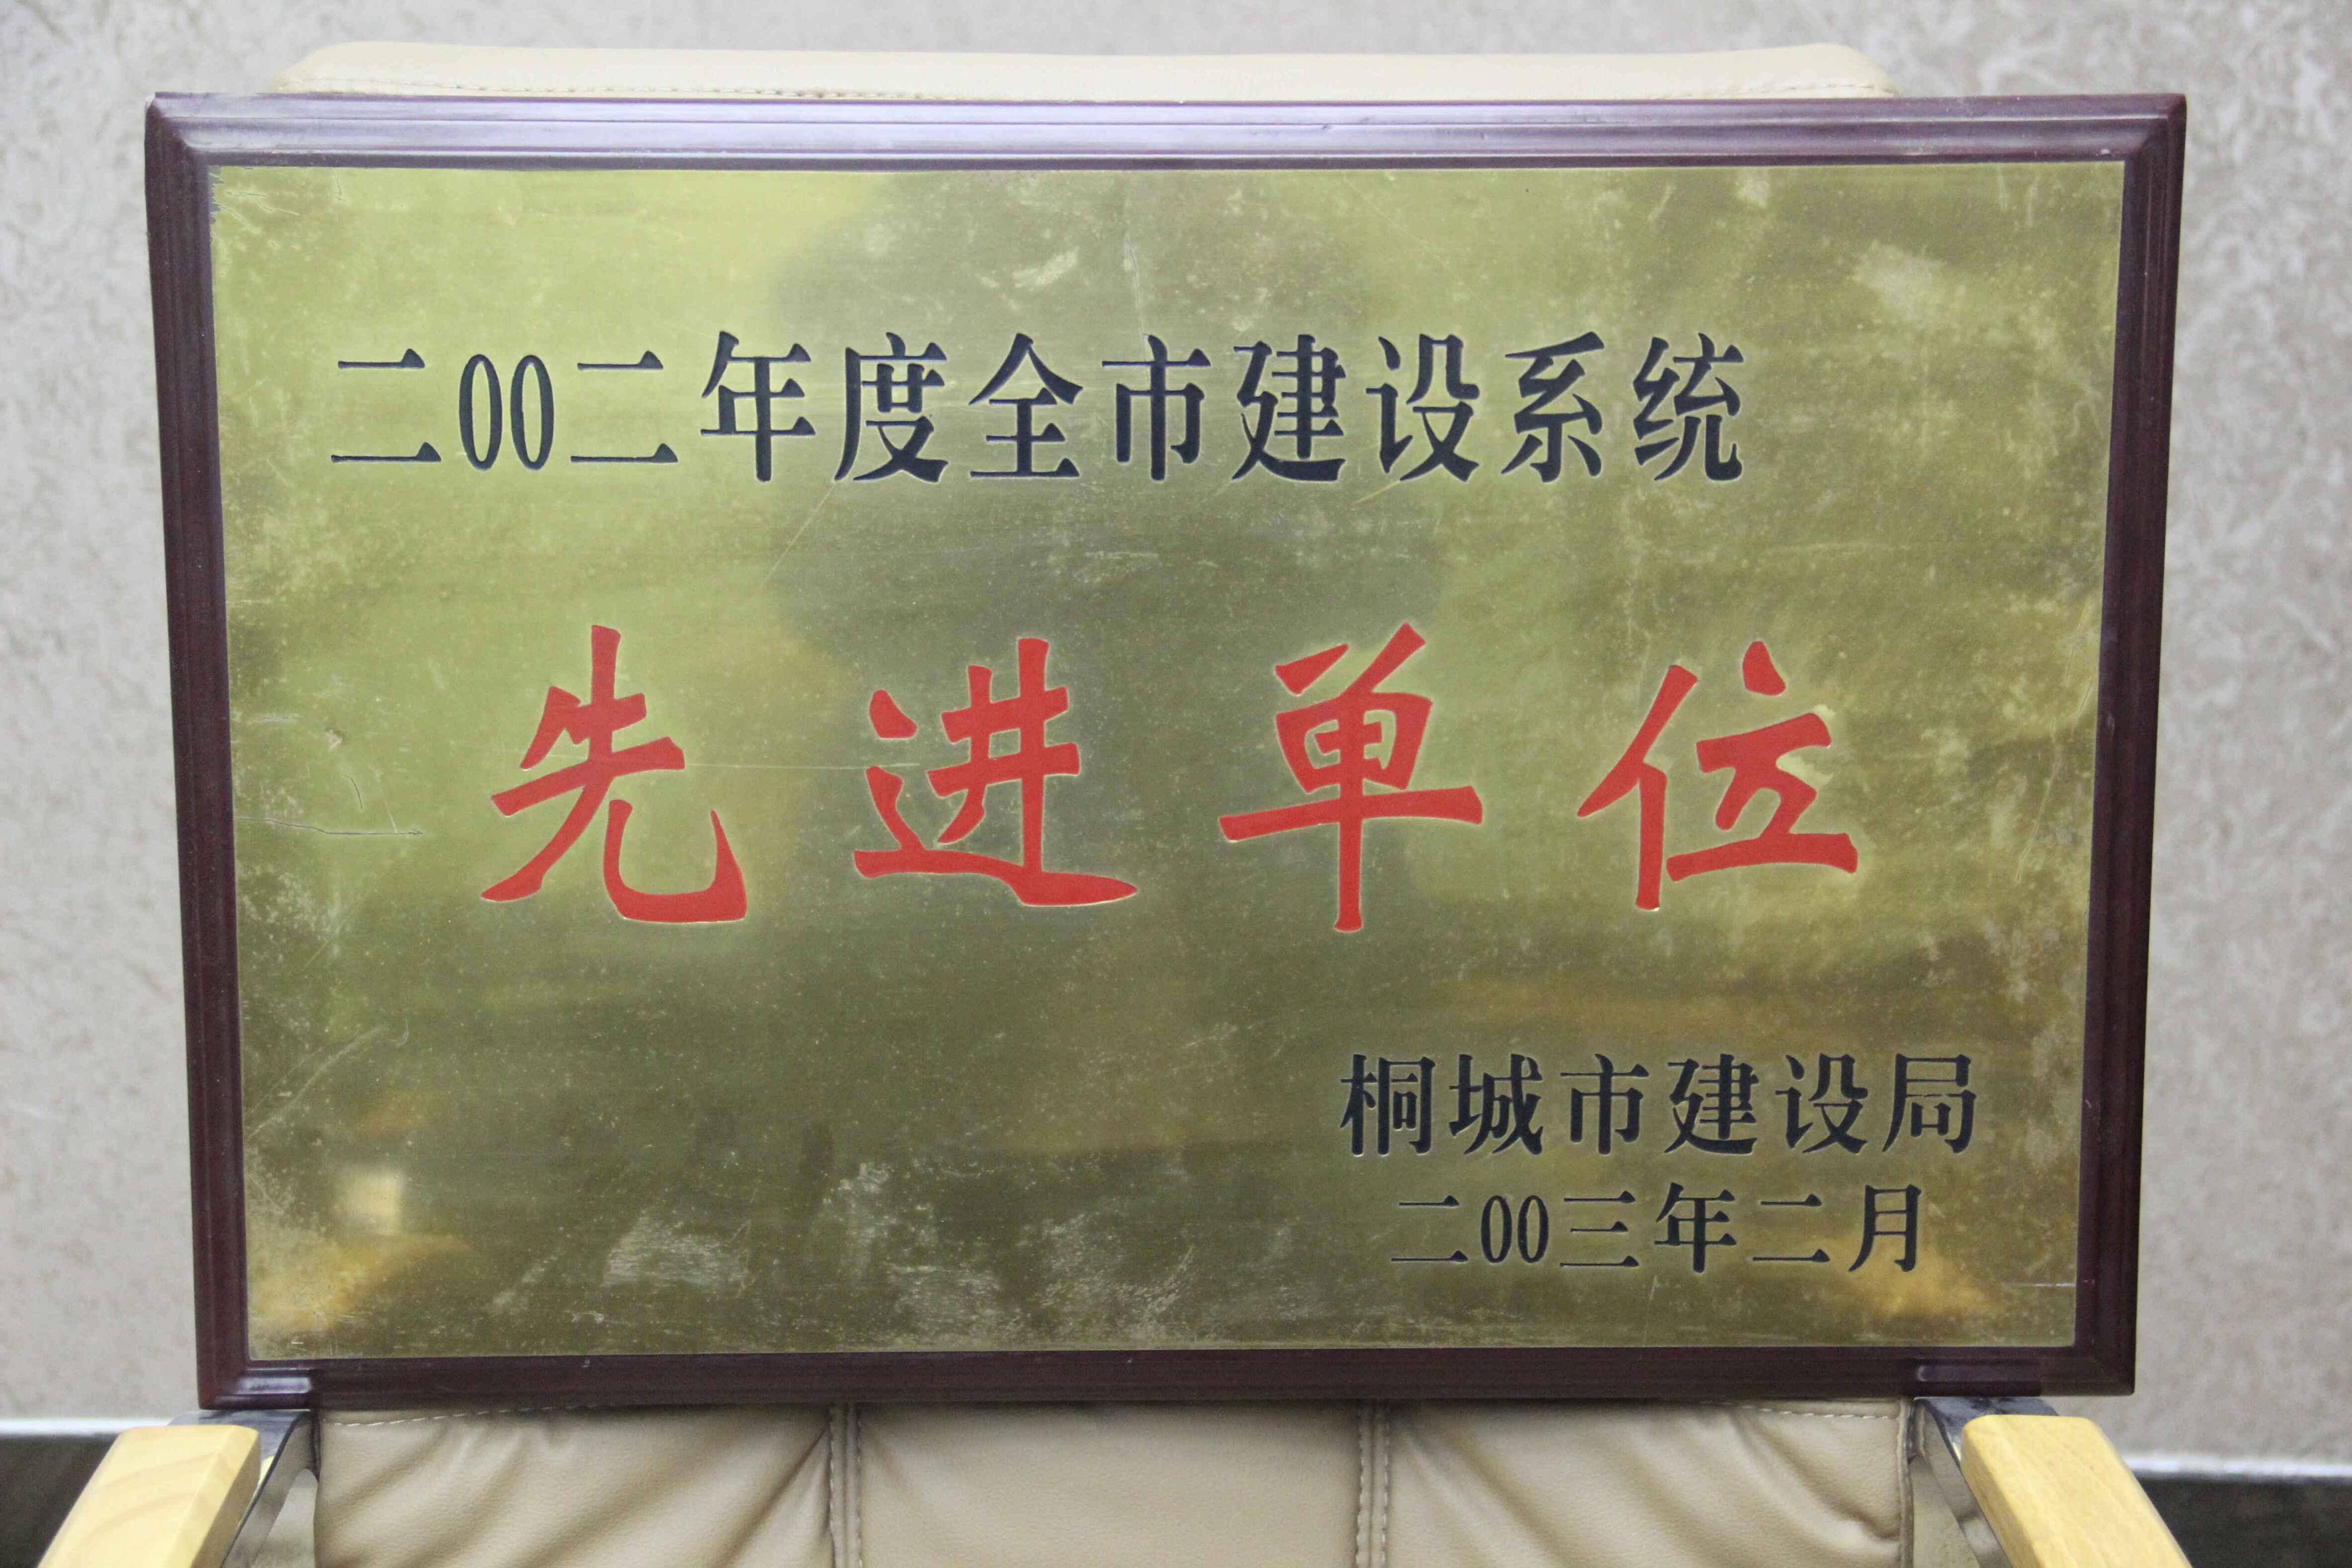 二00二年度全市建设系统
先进单位
桐城市建设局
二00三年二月